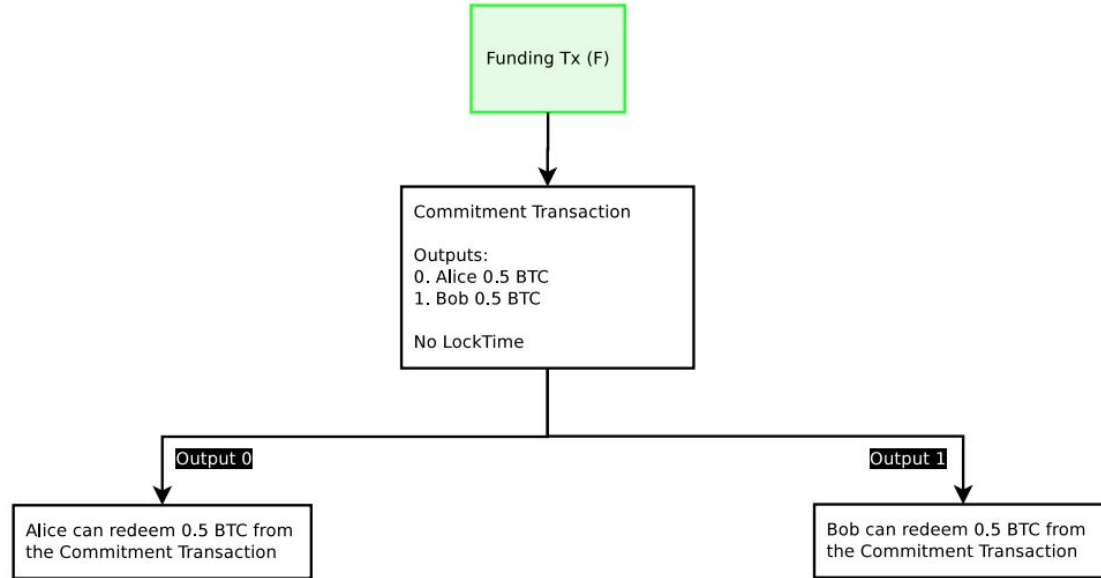 Funding Tx (F)
Commitment Transaction
Outputs:
0. Alice 0.5 BTC
1. Bob 0.5 BTC
No LockTime
Output 0
Output 1
Alice can redeem 0.5 BTC from
the Commitment Transaction
Bob can redeem 0.5 BTC from
the Commitment Transaction